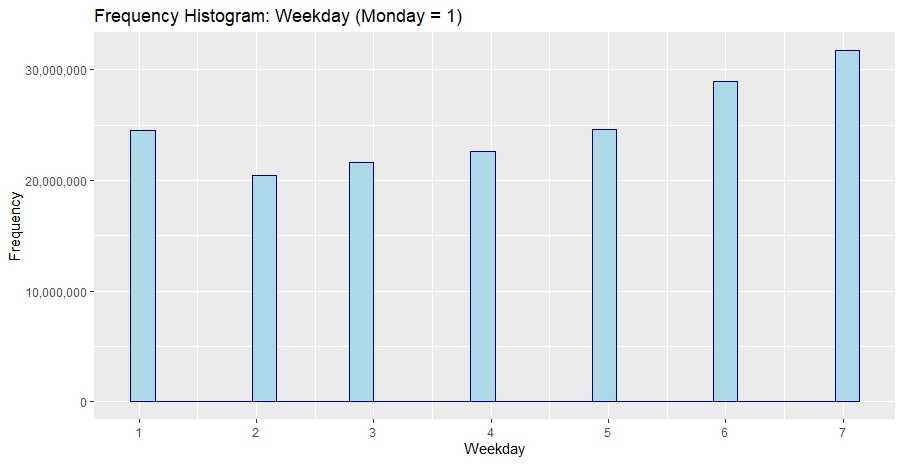 Frequency Histogram: Weekday (Monday = 1)
Frequency
30,000,000
20,000,000
10,000,000
0
1 2 3 4 5 6 7
Weekday